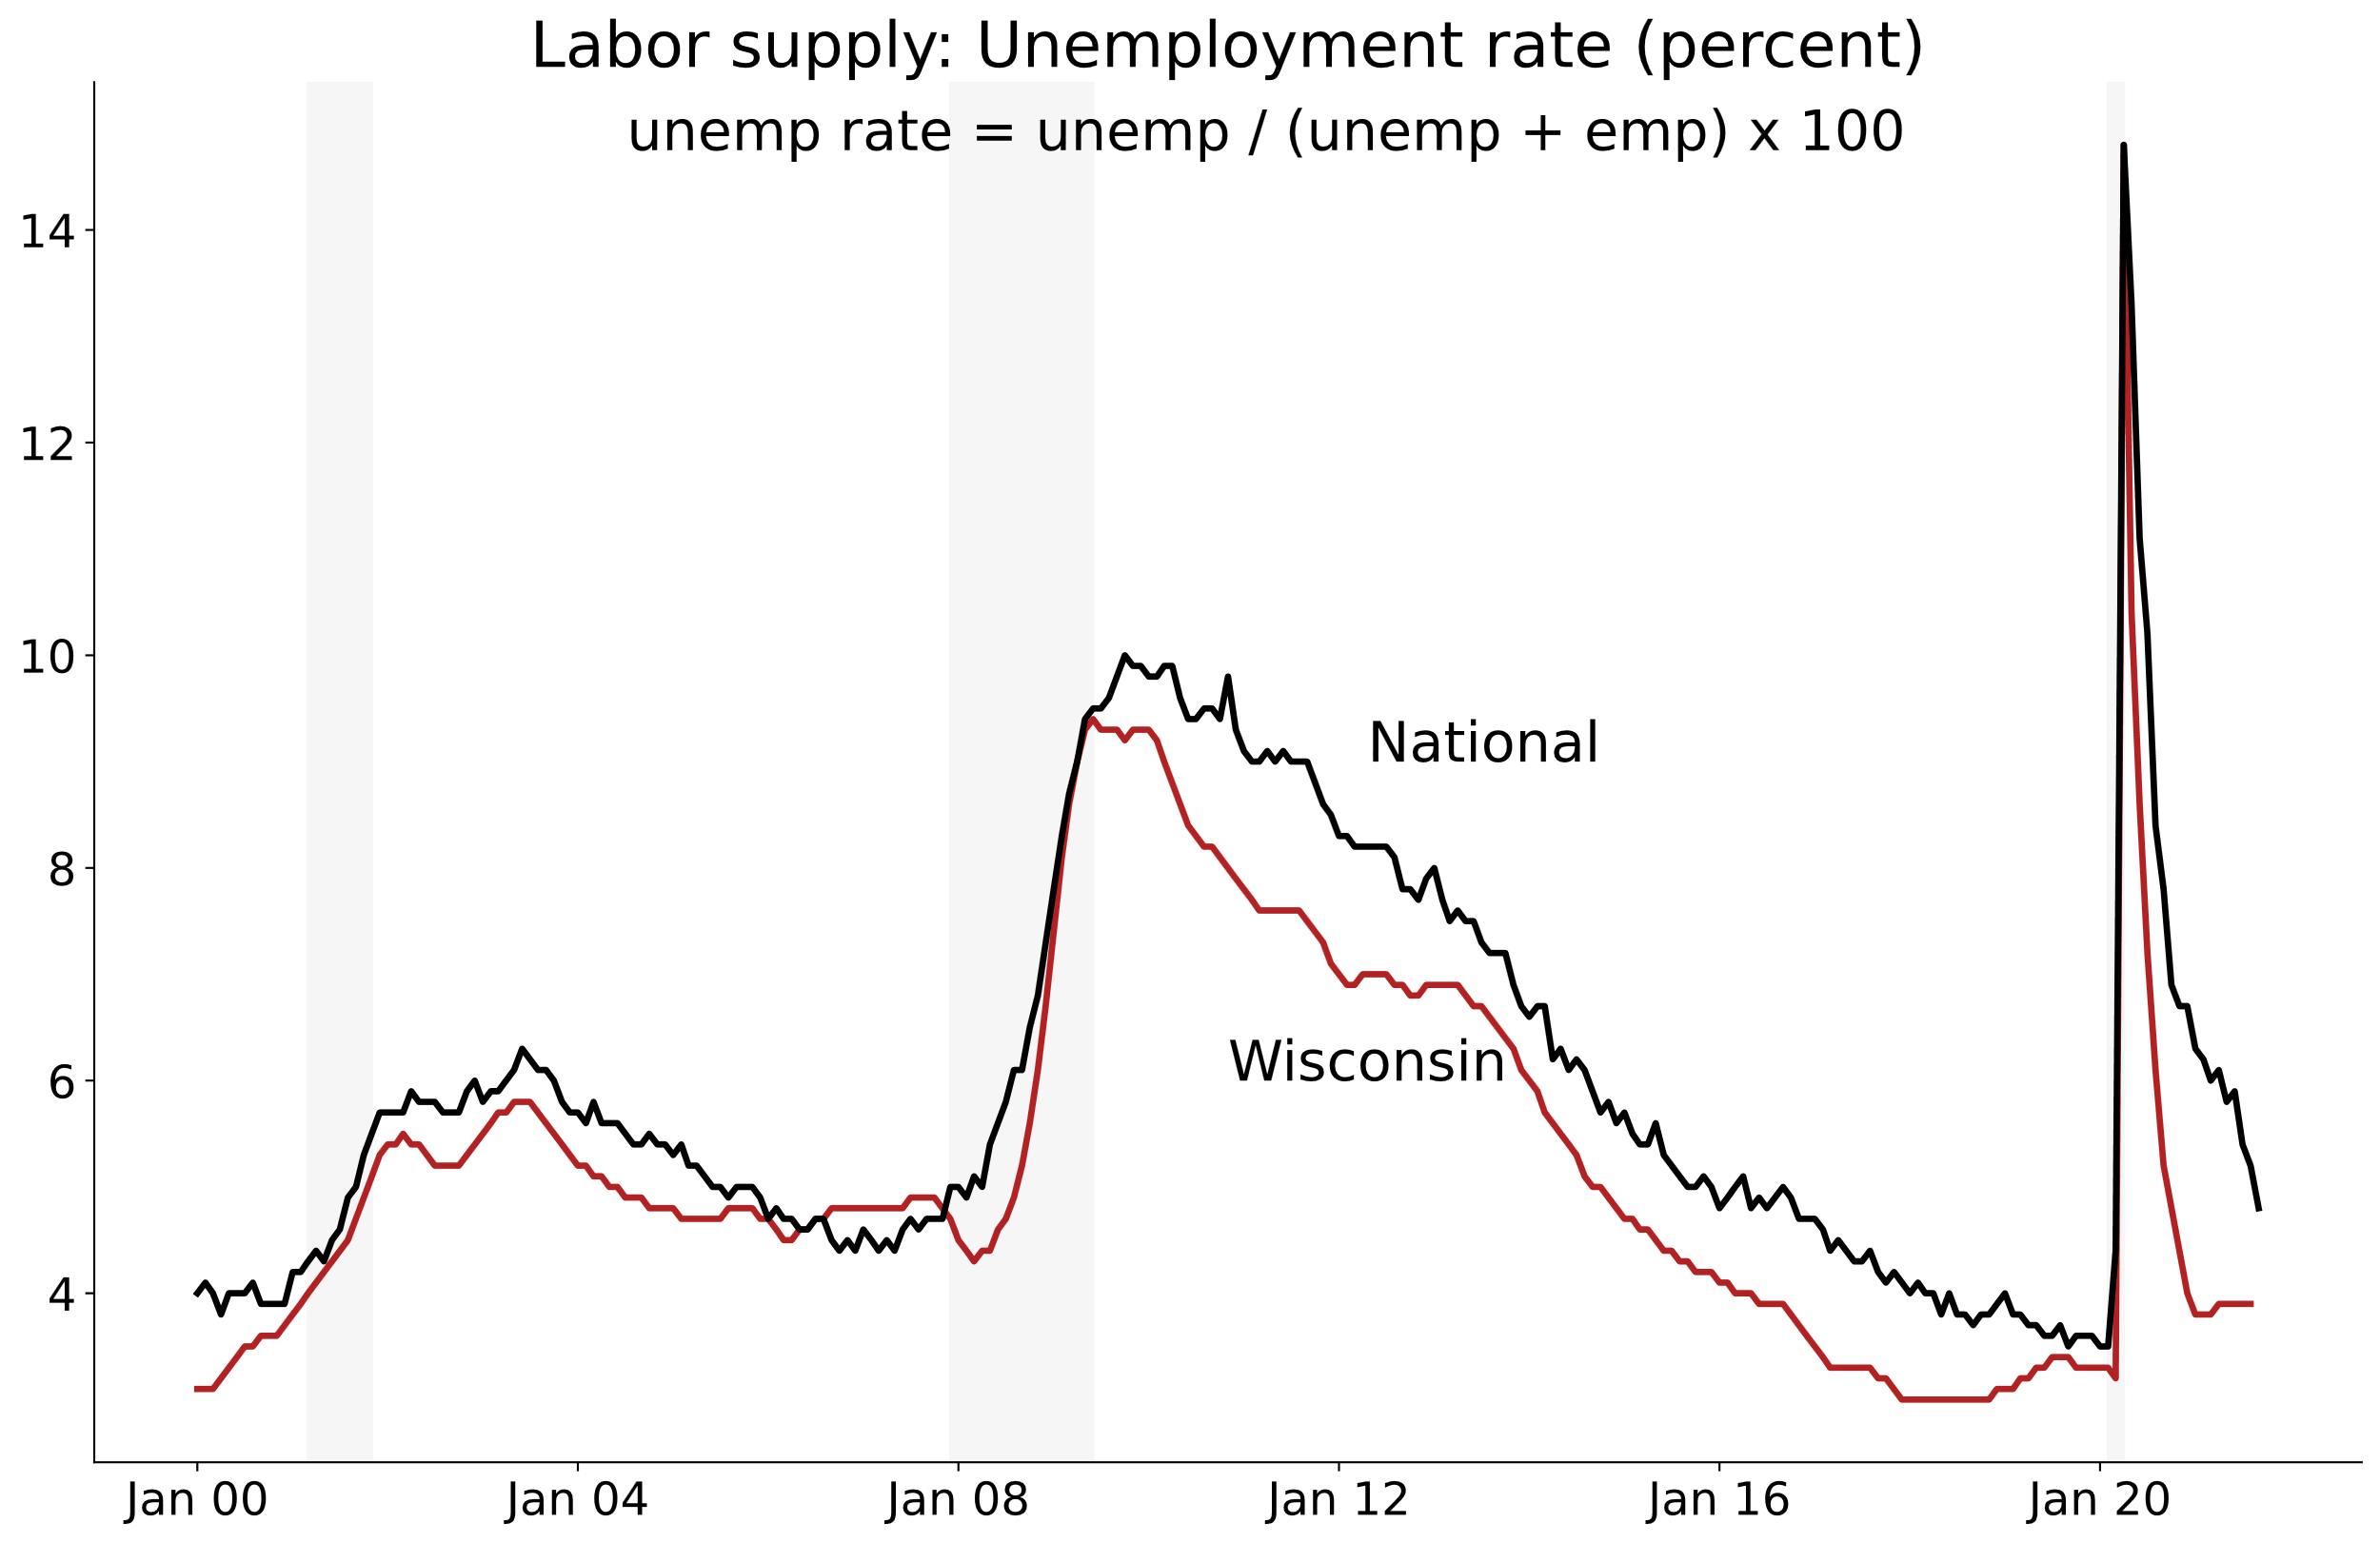 Labor supply: Unemployment rate (percent)
unemp rate = unemp / (unemp + emp) x 100
14
12
10
8
6
4
National
Wisconsin
Jan 00
Jan 04
Jan 08
Jan 12
Jan 16
Jan 20